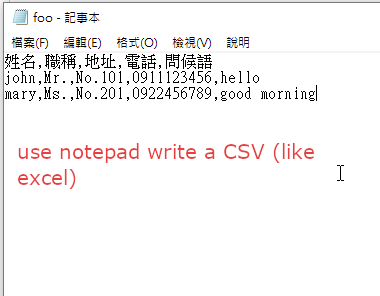 foo - 記事本
檔案(F) 編輯(E) 格式(O) 檢視(V) 說明
姓名,職稱,地址,電話,問候語
john,Mr.,No.101,0911123456,hello
mary,Ms.,No.201,0922456789,good morning
use notepad write a CSV (like
excel)